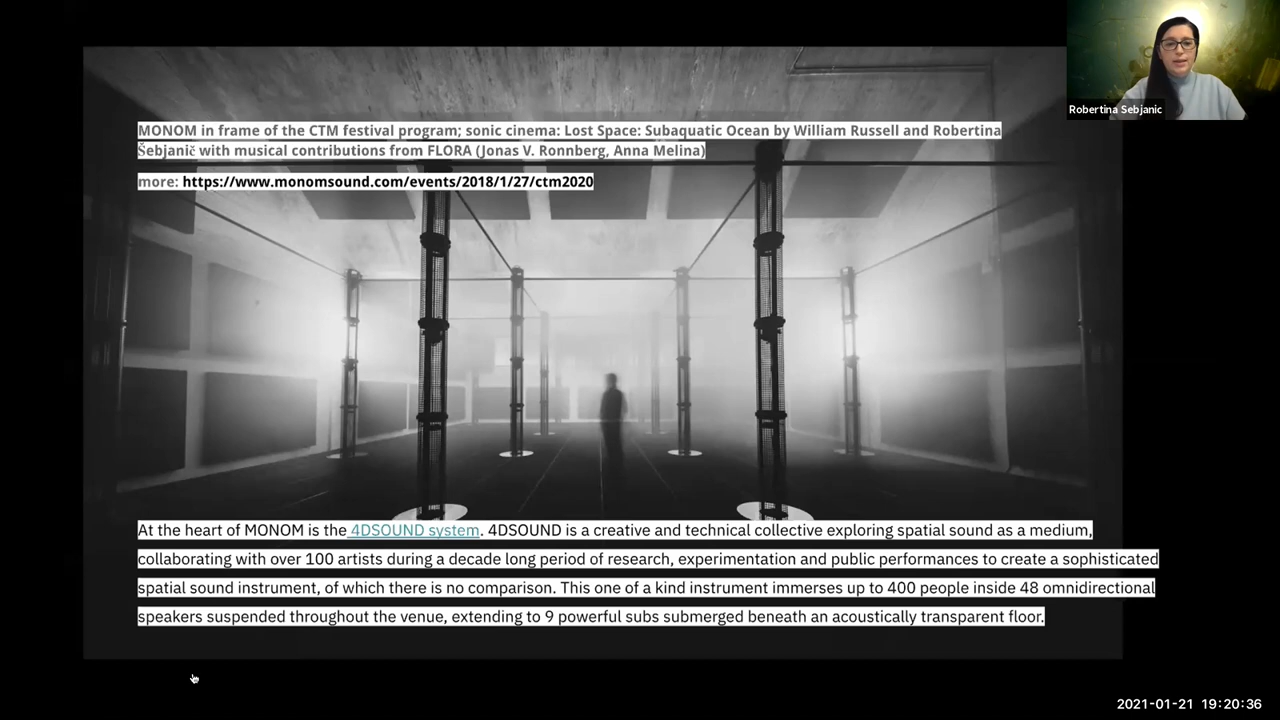 MONOM in frame of the CTM festival program; sonic cinema: Lost Space: Subaquatic Ocean by William Russell and Robertina
Šebjanič with musical contributions from FLORA (Jonas V. Ronnberg, Anna Melina)
more: https://www.monomsound.com/events/2018/1/27/ctm2020
Robertina Sebjanic
At the heart of MONOM is the 4DSOUND system. 4DSOUND is a creative and technical collective exploring spatial sound as a medium,
collaborating with over 100 artists during a decade long period of research, experimentation and public performances to create a sophisticated
spatial sound instrument, of which there is no comparison. This one of a kind instrument immerses up to 400 people inside 48 omnidirectional
speakers suspended throughout the venue, extending to 9 powerful subs submerged beneath an acoustically transparent floor.
2021-01-21 19:20:36